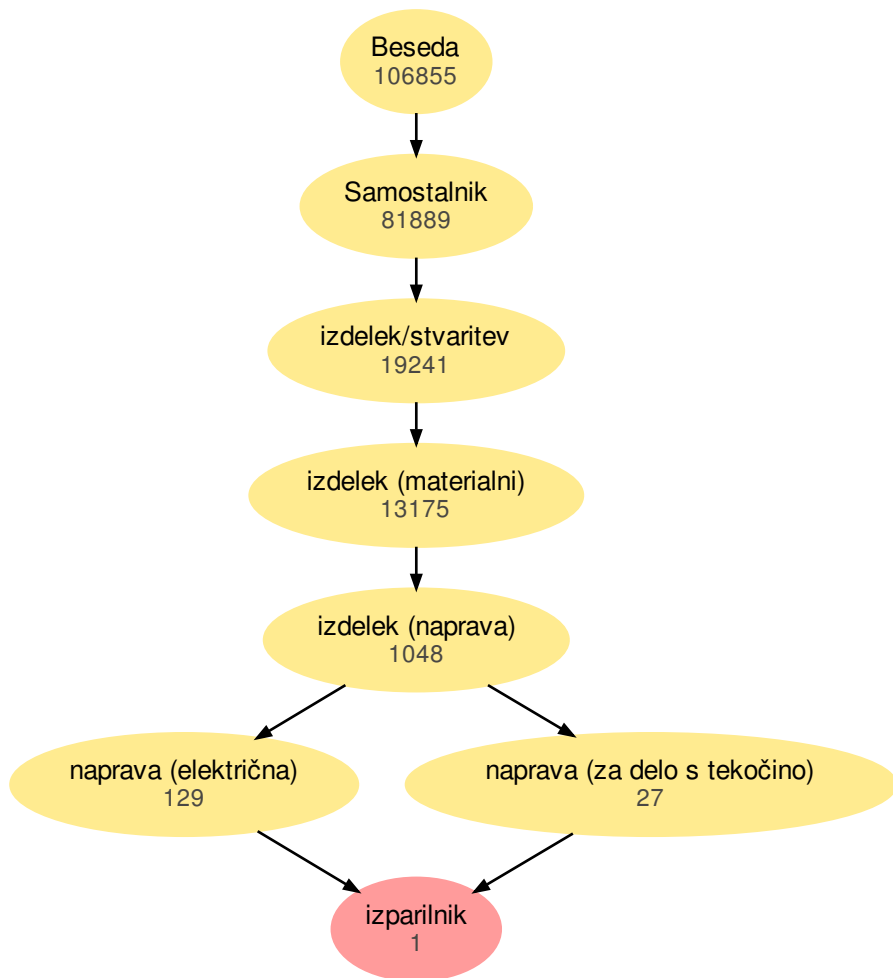 Beseda
106855
Samostalnik
81889
izdelek/stvaritev
19241
izdelek (materialni)
13175
izdelek (naprava)
1048
naprava (električna)
129
naprava (za delo s tekočino)
27
izparilnik
1